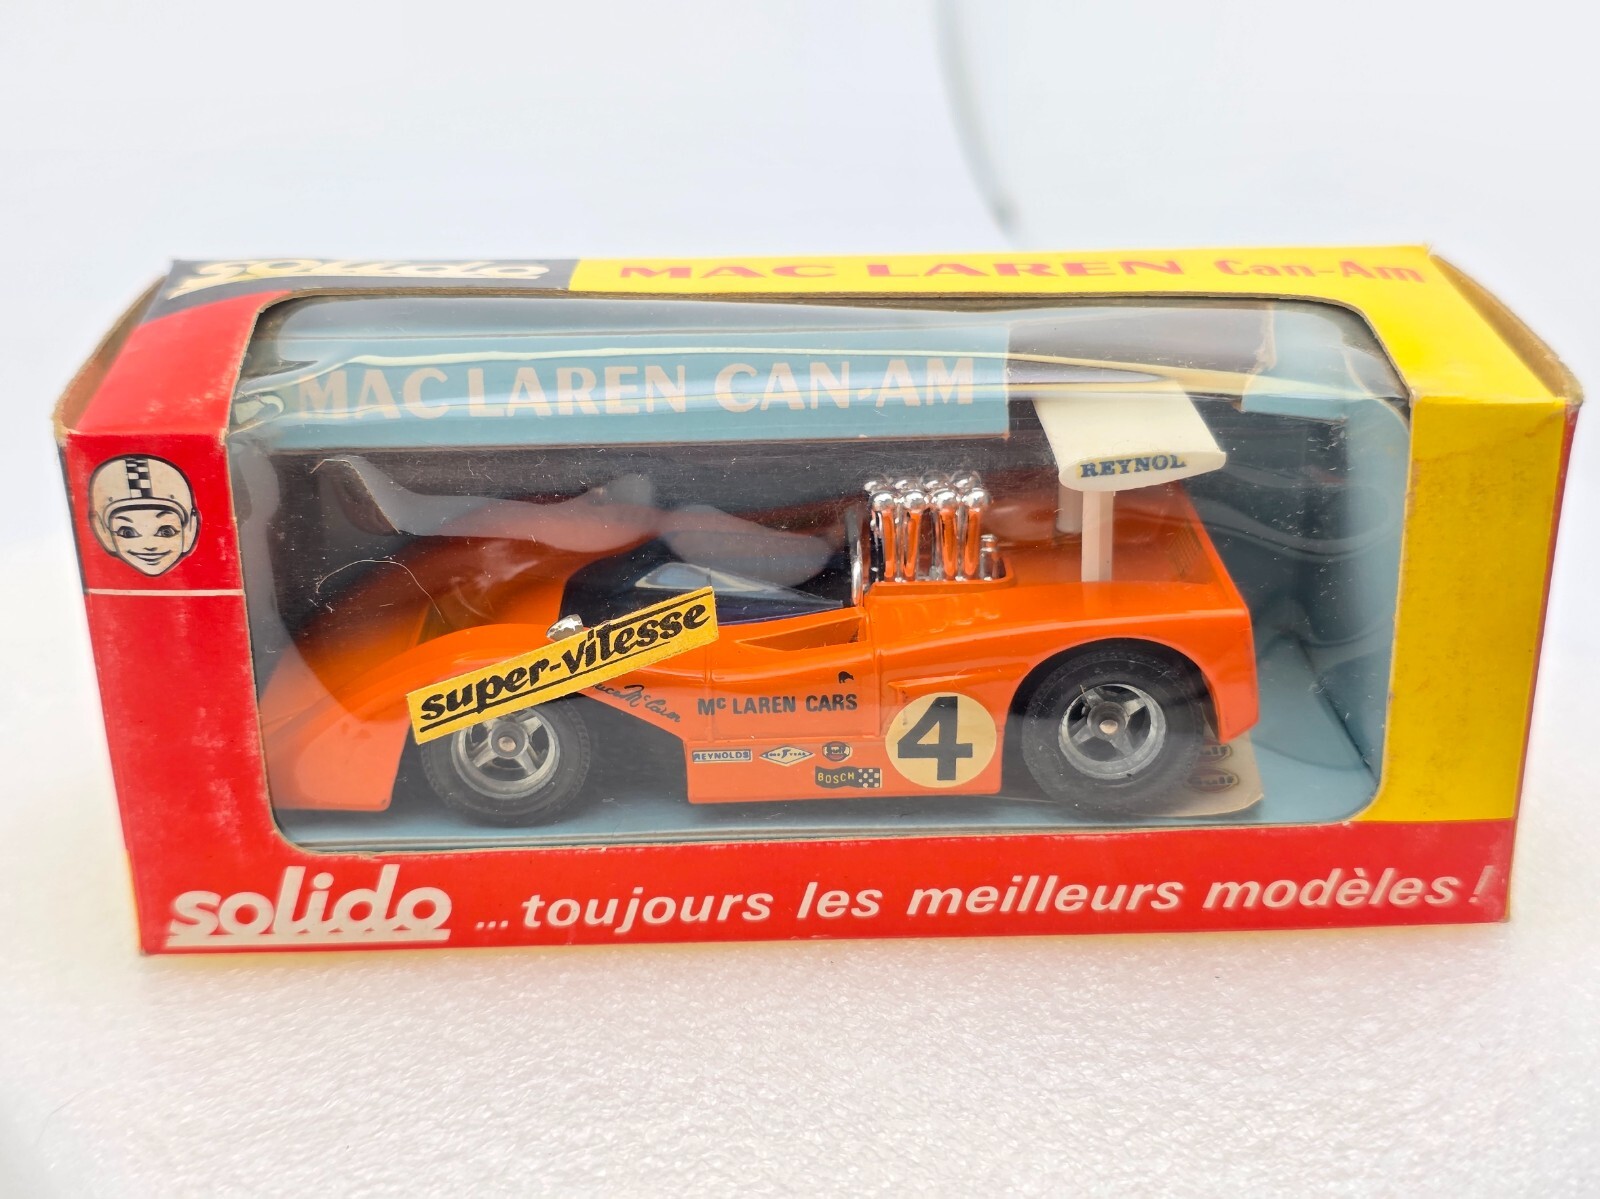 solido
MAC LAREN Can-Am
MAC LAREN CAN-AM
REYNOL
super-vitesse
Mc LAREN CARS
4
REYNOLDS
BOSCH
Gulf
solido ...toujours les meilleurs modèles!